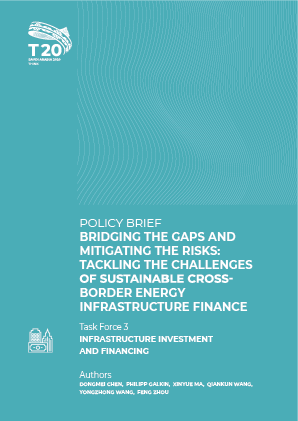 T20
SAUDI ARABIA 2020
THINK
POLICY BRIEF
BRIDGING THE GAPS AND
MITIGATING THE RISKS:
TACKLING THE CHALLENGES
OF SUSTAINABLE CROSS-
BORDER ENERGY
INFRASTRUCTURE FINANCE
Task Force 3
INFRASTRUCTURE INVESTMENT
AND FINANCING
Authors
DONGMEI CHEN, PHILIPP GALKIN, XINYUE MA, QIANKUN WANG,
YONGZHONG WANG, FENG ZHOU